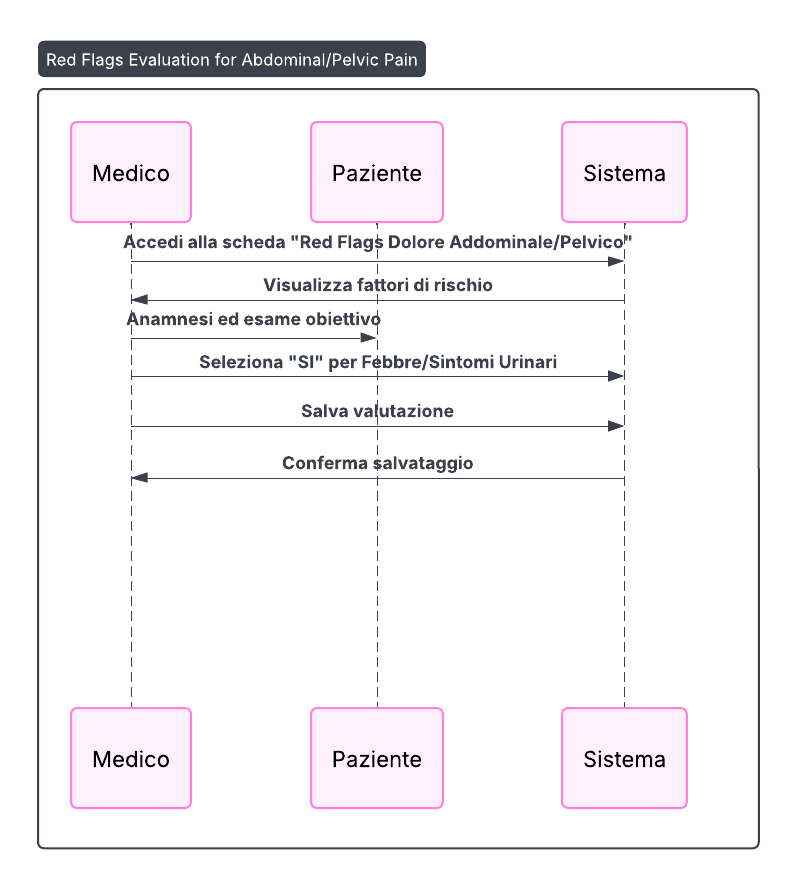 Red Flags Evaluation for Abdominal/Pelvic Pain
Medico
Paziente
Sistema
Accedi alla scheda "Red Flags Dolore Addominale/Pelvico"
Visualizza fattori di rischio
Anamnesi ed esame obiettivo
Seleziona "SI" per Febbre/Sintomi Urinari
Salva valutazione
Conferma salvataggio
Medico
Paziente
Sistema